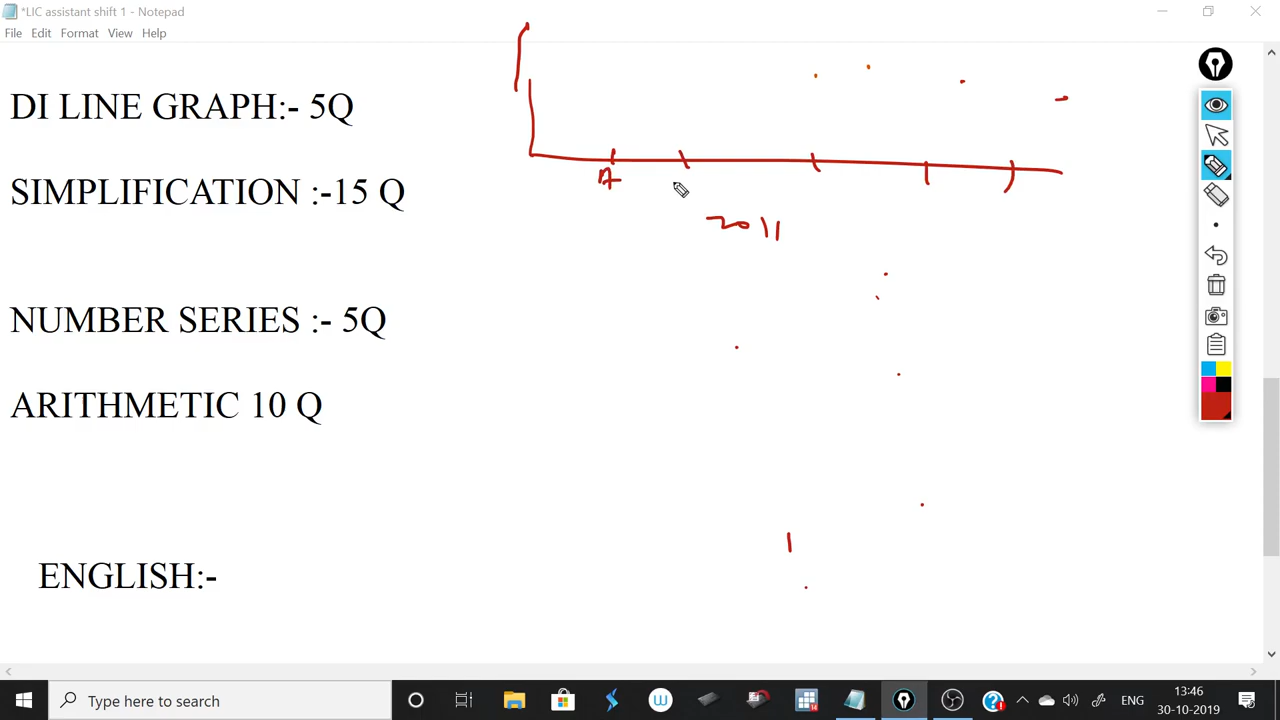 *LIC assistant shift 1 - Notepad
File Edit Format View Help
DI LINE GRAPH:- 5Q
A
SIMPLIFICATION :-15 Q
2011
NUMBER SERIES :- 5Q
ARITHMETIC 10 Q
ENGLISH:-
Type here to search
ENG
13:46
30-10-2019